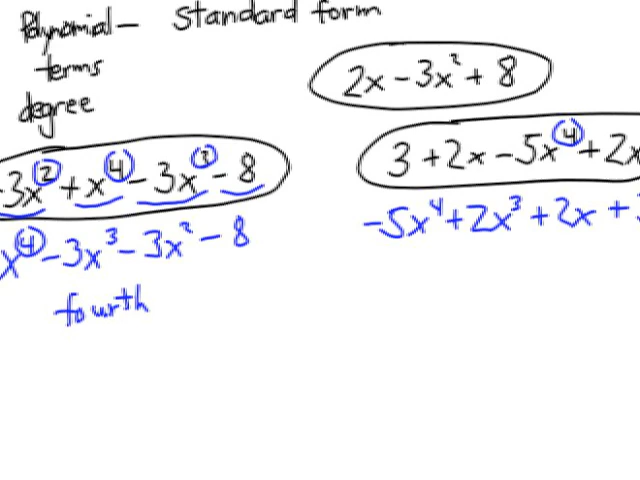 Polynomial — Standard form
terms
degree
2x - 3x² + 8
-3x² + x⁴ - 3x³ - 8
3 + 2x - 5x⁴ + 2x
x⁴ - 3x³ - 3x² - 8
-5x⁴ + 2x³ + 2x +
fourth